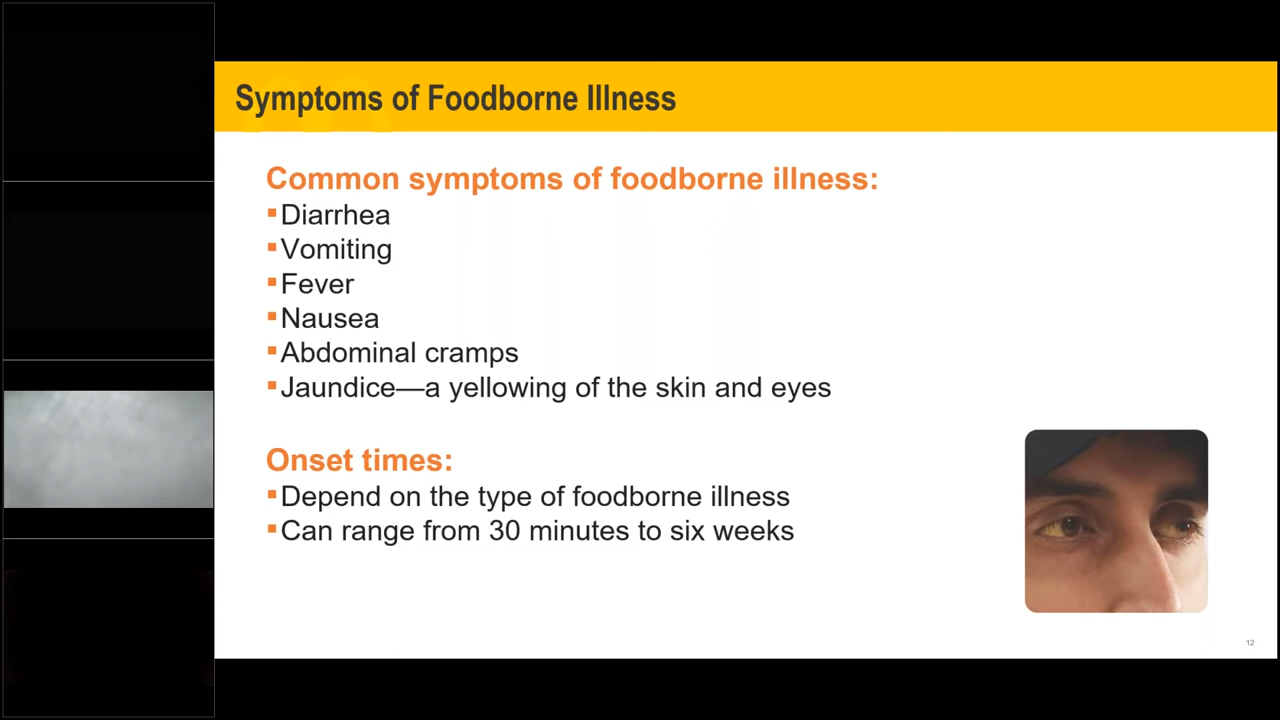 Symptoms of Foodborne Illness
Common symptoms of foodborne illness:
▪Diarrhea
▪Vomiting
▪Fever
▪Nausea
▪Abdominal cramps
▪Jaundice—a yellowing of the skin and eyes
Onset times:
▪Depend on the type of foodborne illness
▪Can range from 30 minutes to six weeks
12